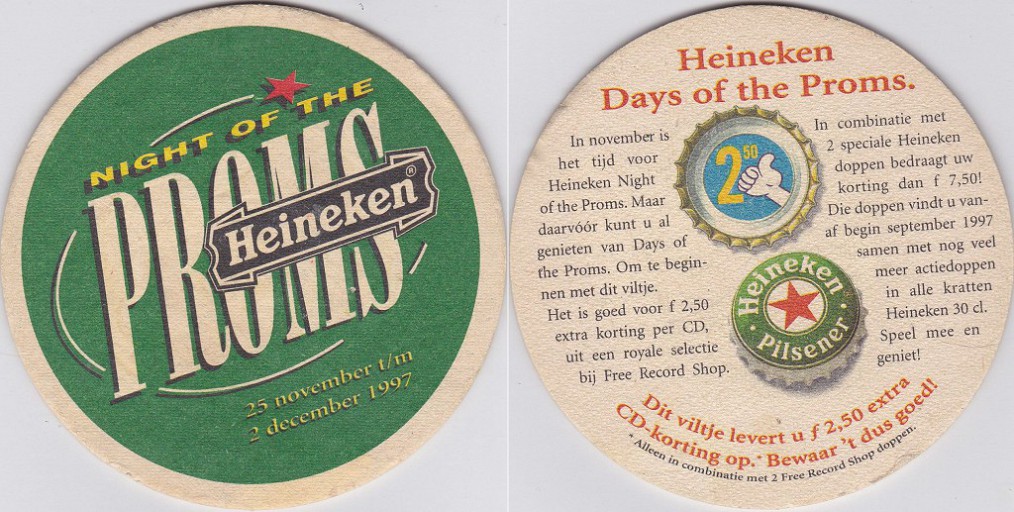 NIGHT OF THE
PROMS
Heineken®
25 november t/m
2 december 1997
Heineken
Days of the Proms.
In november is
het tijd voor
Heineken Night
of the Proms. Maar
daarvóór kunt u al
genieten van Days of
the Proms. Om te begin-
nen met dit viltje.
Het is goed voor f 2,50
extra korting per CD,
uit een royale selectie
bij Free Record Shop.
2 50
Heineken
· Pilsener ·
In combinatie met
2 speciale Heineken
doppen bedraagt uw
korting dan f 7,50!
Die doppen vindt u van-
af begin september 1997
samen met nog veel
meer actiedoppen
in alle kratten
Heineken 30 cl.
Speel mee en
geniet!
Dit viltje levert u ƒ 2,50 extra
CD-korting op.* Bewaar 't dus goed!
* Alleen in combinatie met 2 Free Record Shop doppen.